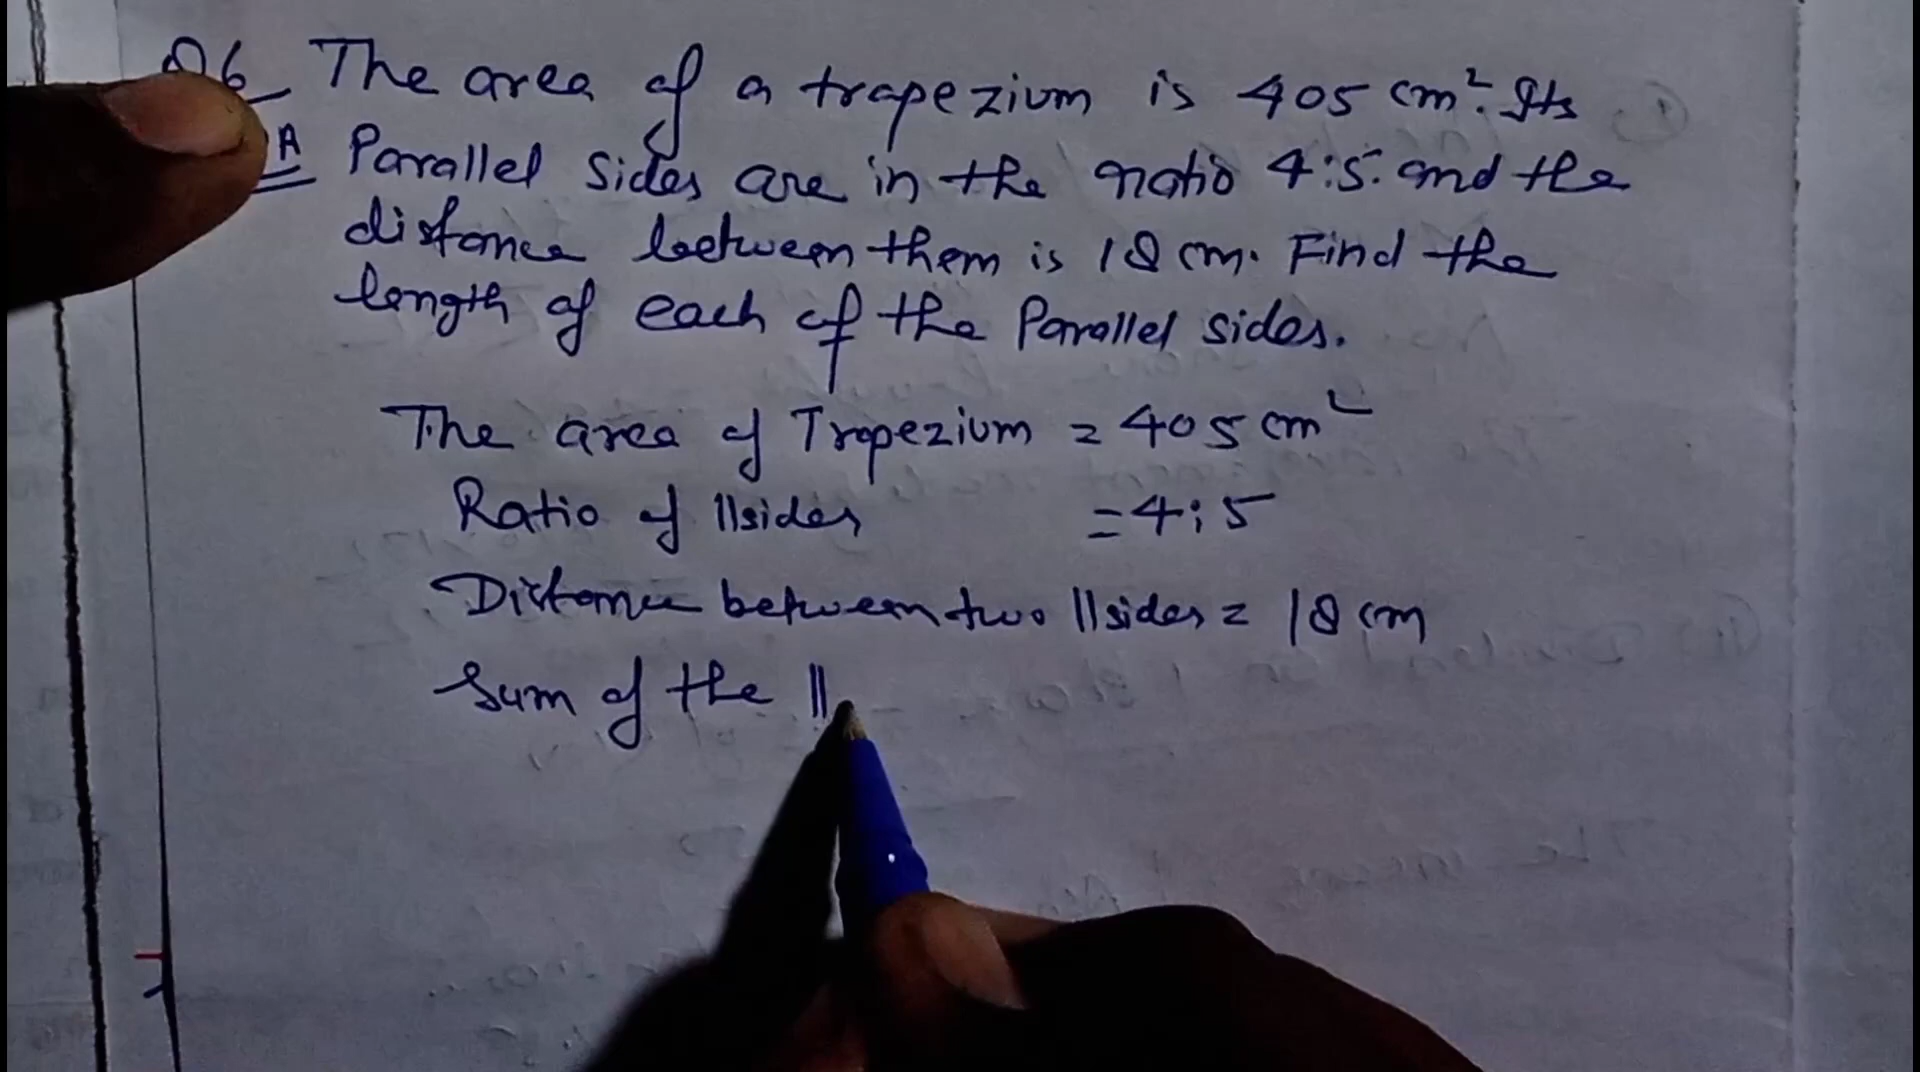 Q6 The area of a trapezium is 405 cm². Its
A Parallel sides are in the ratio 4:5. and the
distance between them is 18 cm. Find the
length of each of the Parallel sides.
The area of Trapezium = 405 cm²
Ratio of ||sides = 4:5
Distance between two ||sides = 18 cm
Sum of the ||